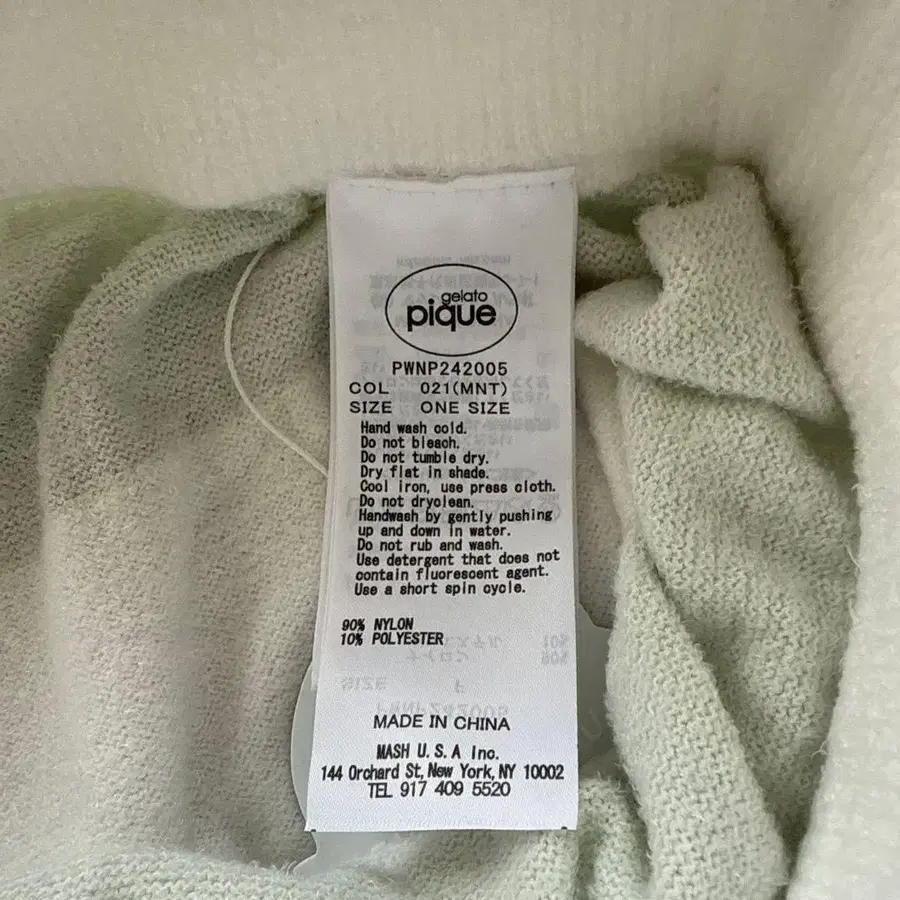 gelato
pique
PWNP242005
COL 021(MNT)
SIZE ONE SIZE
Hand wash cold.
Do not bleach.
Do not tumble dry.
Dry flat in shade.
Cool iron, use press cloth.
Do not dryclean.
Handwash by gently pushing
up and down in water.
Do not rub and wash.
Use detergent that does not
contain fluorescent agent.
Use a short spin cycle.
90% NYLON
10% POLYESTER
MADE IN CHINA
MASH U.S.A Inc.
144 Orchard St, New York, NY 10002
TEL 917 409 5520